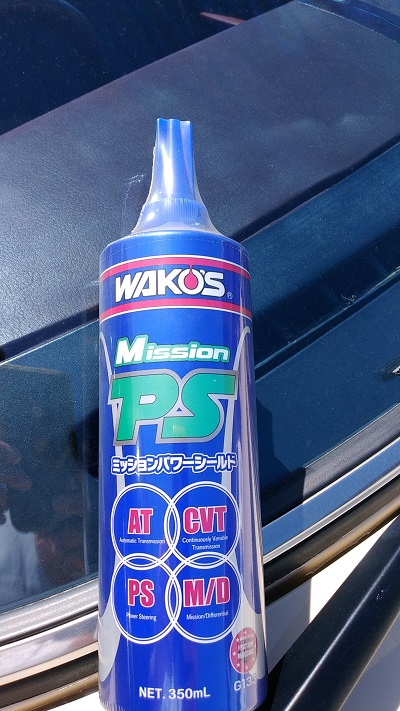 WAKO'S®
Mission
PS
ミッションパワーシールド
AT
Automatic Transmission
CVT
Continuously Variable
Transmission
PS
Power Steering
M/D
Mission/Differential
NET. 350mL